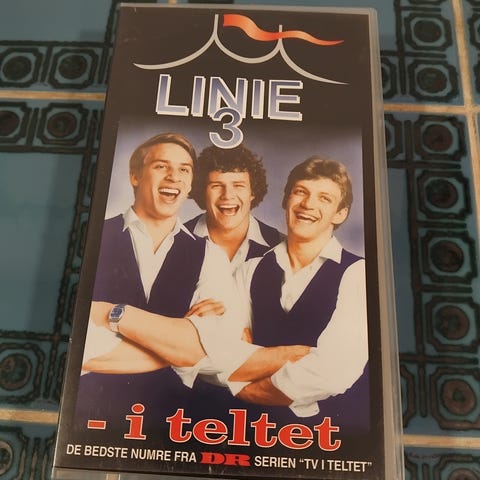 LINIE
3
- i teltet
DE BEDSTE NUMRE FRA DR SERIEN "TV I TELTET"